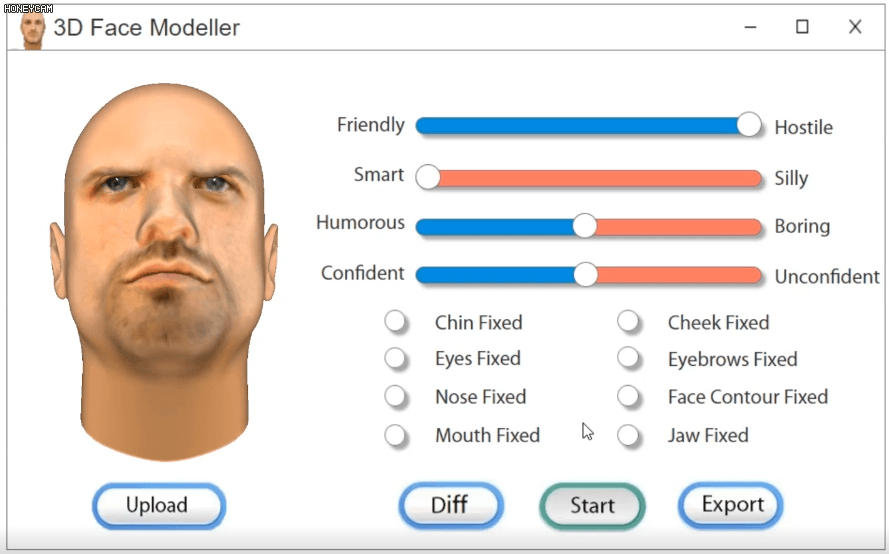 HONEYCAM
3D Face Modeller
Friendly Hostile
Smart Silly
Humorous Boring
Confident Unconfident
Chin Fixed Cheek Fixed
Eyes Fixed Eyebrows Fixed
Nose Fixed Face Contour Fixed
Mouth Fixed Jaw Fixed
Upload Diff Start Export